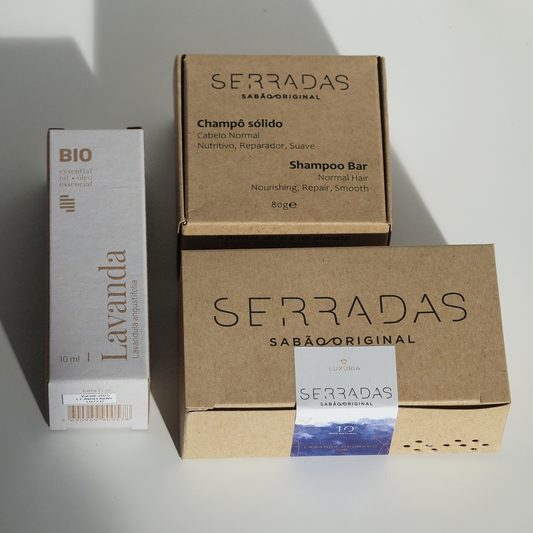 SERRADAS
SABÃO/ORIGINAL
Champô sólido
Cabelo Normal
Nutritivo, Reparador, Suave
Shampoo Bar
Normal Hair
Nourishing, Repair, Smooth
80g℮
BIO
essential
oil • óleo
essencial
Lavanda
Lavandula angustifolia
10 ml
SERRADAS
SABÃO/ORIGINAL
LUXÚRIA
SERRADAS
SABÃO/ORIGINAL
10